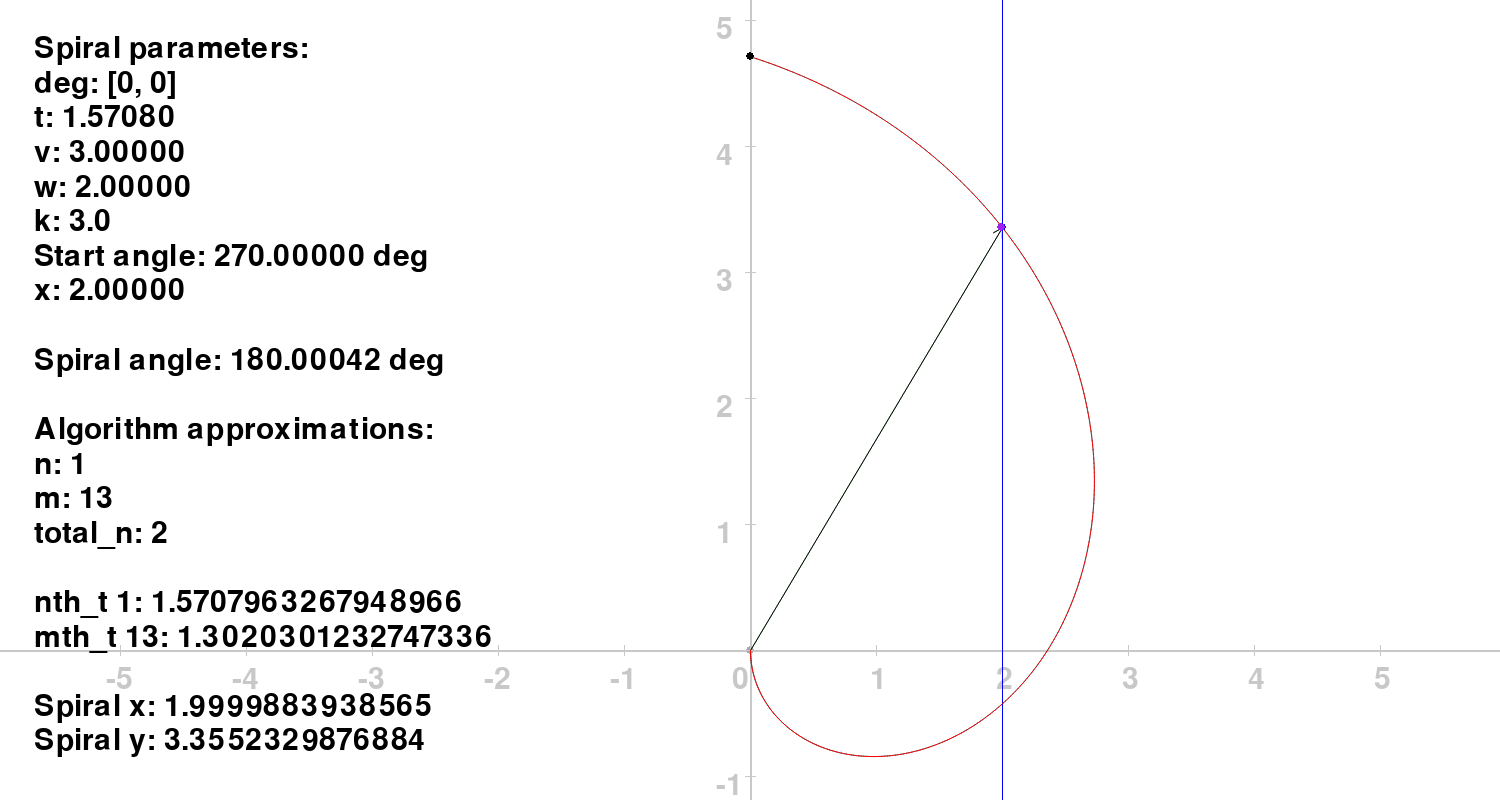 Spiral parameters:
deg: [0, 0]
t: 1.57080
v: 3.00000
w: 2.00000
k: 3.0
Start angle: 270.00000 deg
x: 2.00000
Spiral angle: 180.00042 deg
Algorithm approximations:
n: 1
m: 13
total_n: 2
nth_t 1: 1.5707963267948966
mth_t 13: 1.3020301232747336
Spiral x: 1.9999883938565
Spiral y: 3.3552329876884
5
4
3
2
1
-5 -4 -3 -2 -1 0 1 2 3 4 5
-1